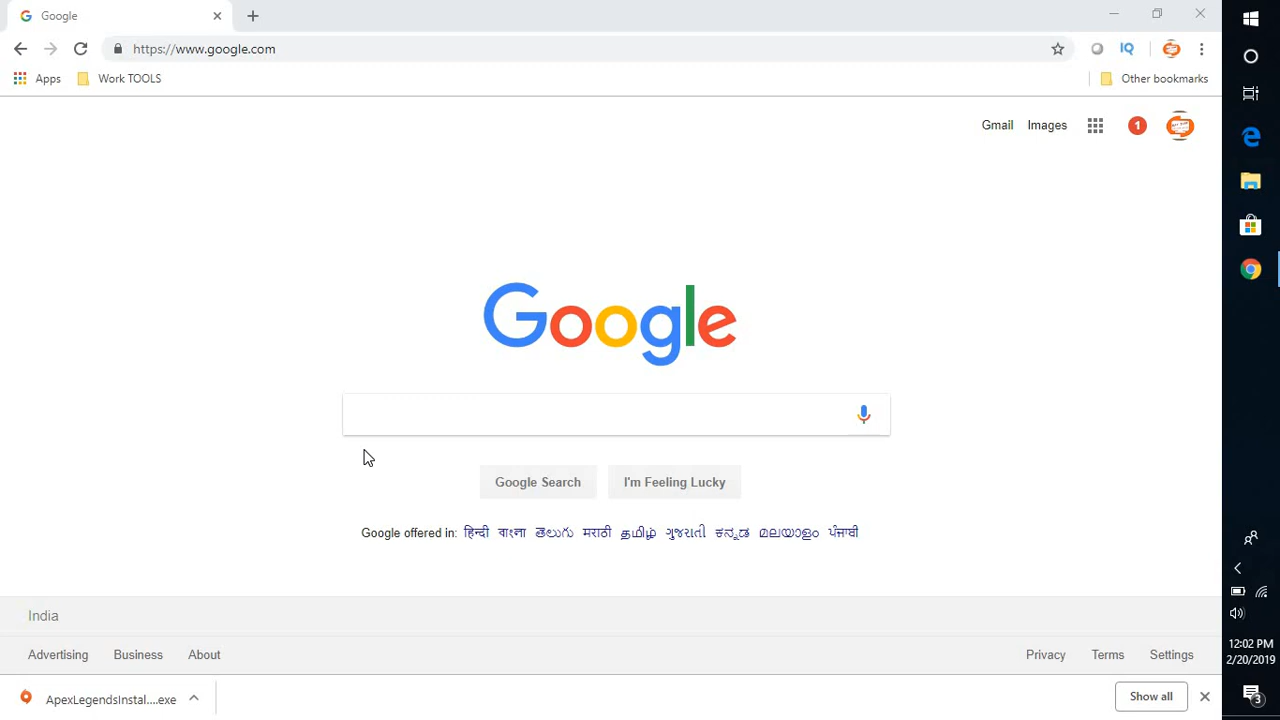 Google
https://www.google.com
Apps Work TOOLS Other bookmarks
Gmail Images 1
Google
Google Search I'm Feeling Lucky
Google offered in: हिन्दी বাংলা తెలుగు मराठी தமிழ் ગુજરાતી ಕನ್ನಡ മലയാളം ਪੰਜਾਬੀ
India
Advertising Business About Privacy Terms Settings
ApexLegendsInstal....exe Show all
IQ
12:02 PM
2/20/2019
3